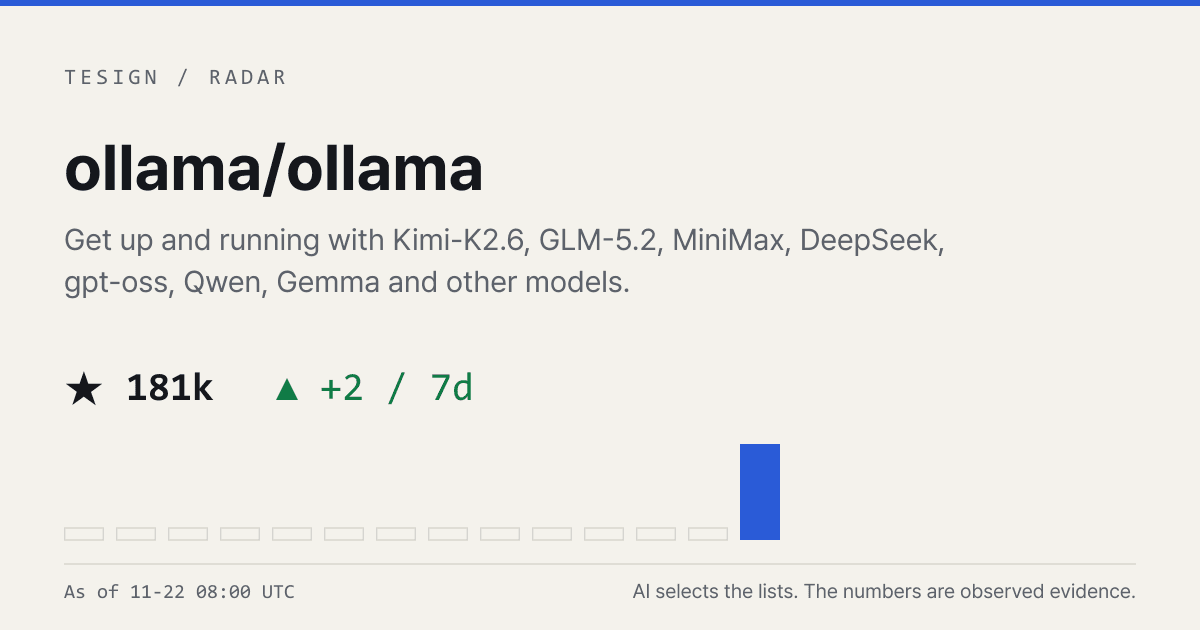 TESIGN / RADAR
ollama/ollama
Get up and running with Kimi-K2.6, GLM-5.2, MiniMax, DeepSeek,
gpt-oss, Qwen, Gemma and other models.
★ 181k ▲ +2 / 7d
As of 11-22 08:00 UTC
AI selects the lists. The numbers are observed evidence.